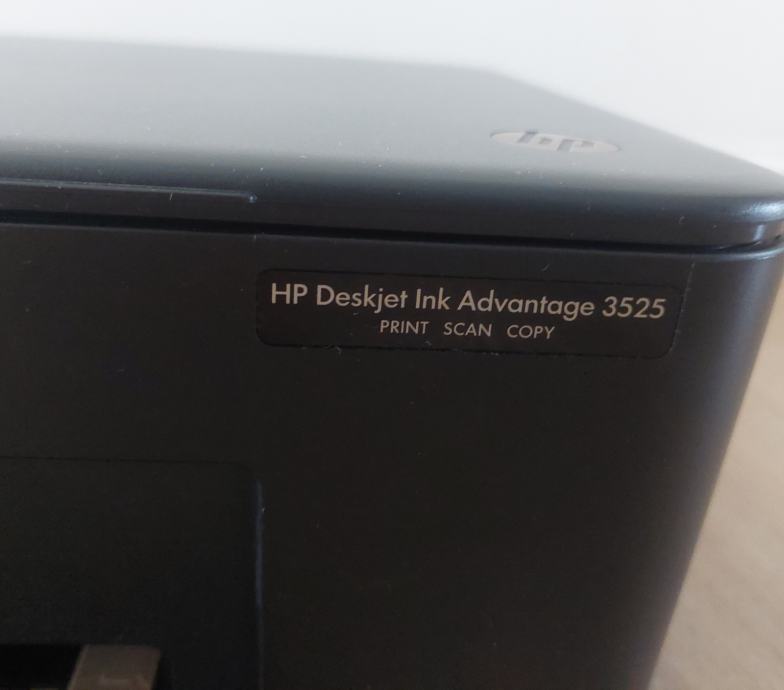 hp
HP Deskjet Ink Advantage 3525
PRINT SCAN COPY